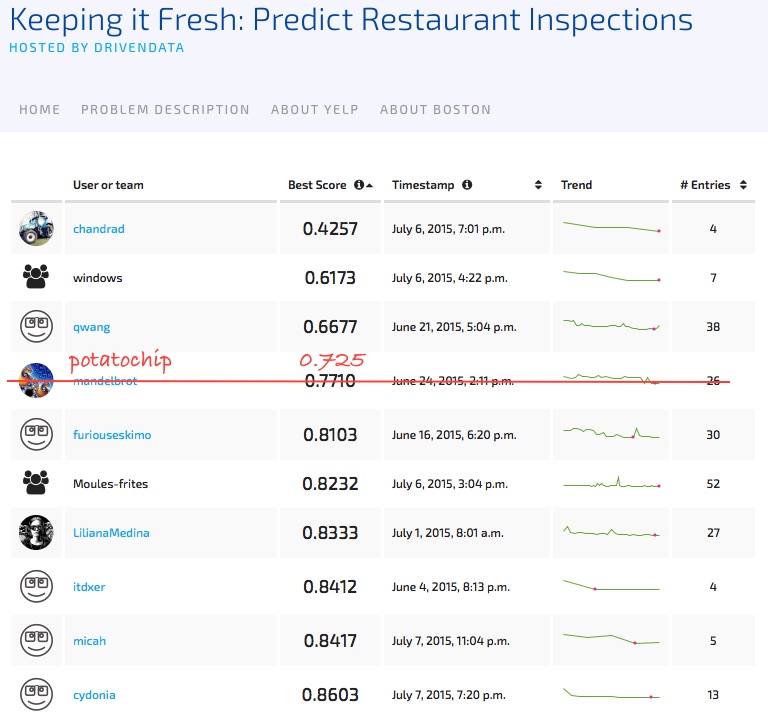 Keeping it Fresh: Predict Restaurant Inspections
HOSTED BY DRIVENDATA
HOME PROBLEM DESCRIPTION ABOUT YELP ABOUT BOSTON
User or team Best Score Timestamp Trend # Entries
chandrad 0.4257 July 6, 2015, 7:01 p.m. 4
windows 0.6173 July 6, 2015, 4:22 p.m. 7
qwang 0.6677 June 21, 2015, 5:04 p.m. 38
potatochip 0.725
mandelbrot 0.7710 June 24, 2015, 2:11 p.m. 26
furiouseskimo 0.8103 June 16, 2015, 6:20 p.m. 30
Moules-frites 0.8232 July 6, 2015, 3:04 p.m. 52
LilianaMedina 0.8333 July 1, 2015, 8:01 a.m. 27
itdxer 0.8412 June 4, 2015, 8:13 p.m. 4
micah 0.8417 July 7, 2015, 11:04 p.m. 5
cydonia 0.8603 July 7, 2015, 7:20 p.m. 13